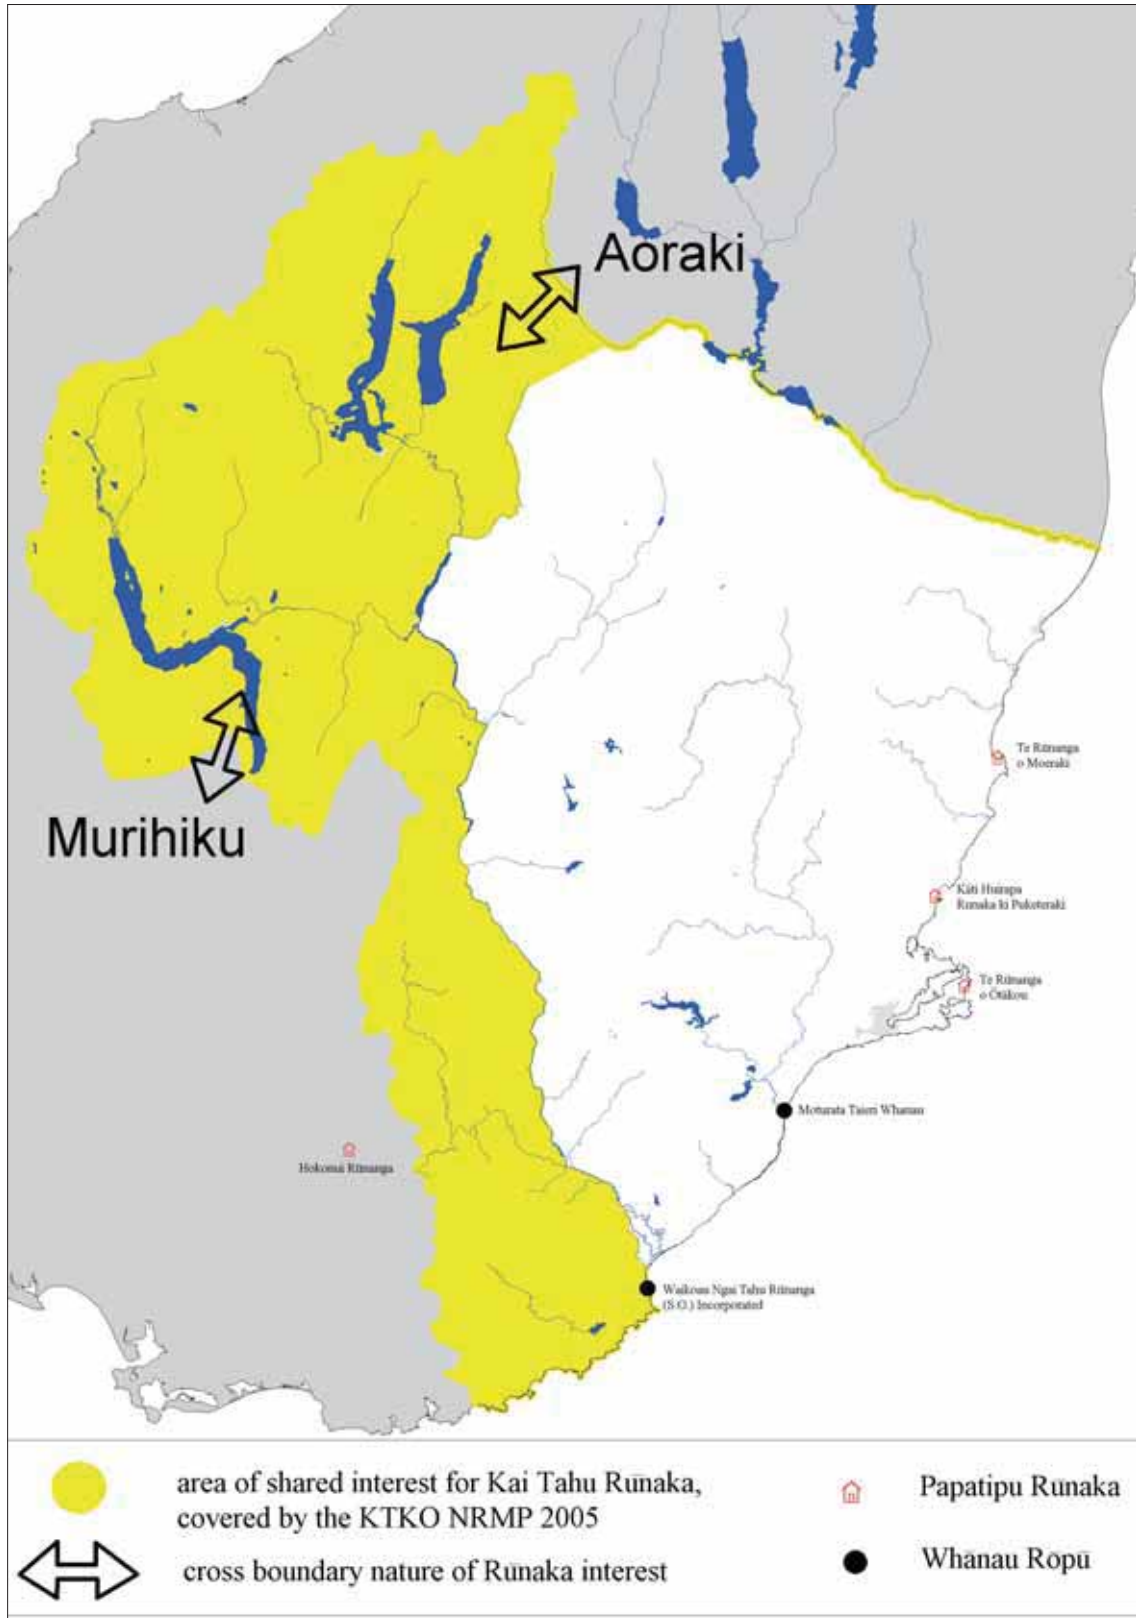 Aoraki
Murihiku
Te Rūnanga
o Moeraki
Kāti Huirapa
Runaka ki Puketeraki
Te Rūnanga
o Ōtākou
Moturata Taieri Whanau
Hokonui Rūnanga
Waikoau Ngai Tahu Rūnanga
(S.O.) Incorporated
area of shared interest for Kai Tahu Rūnaka,
covered by the KTKO NRMP 2005
cross boundary nature of Rūnaka interest
Papatipu Rūnaka
Whānau Rōpū